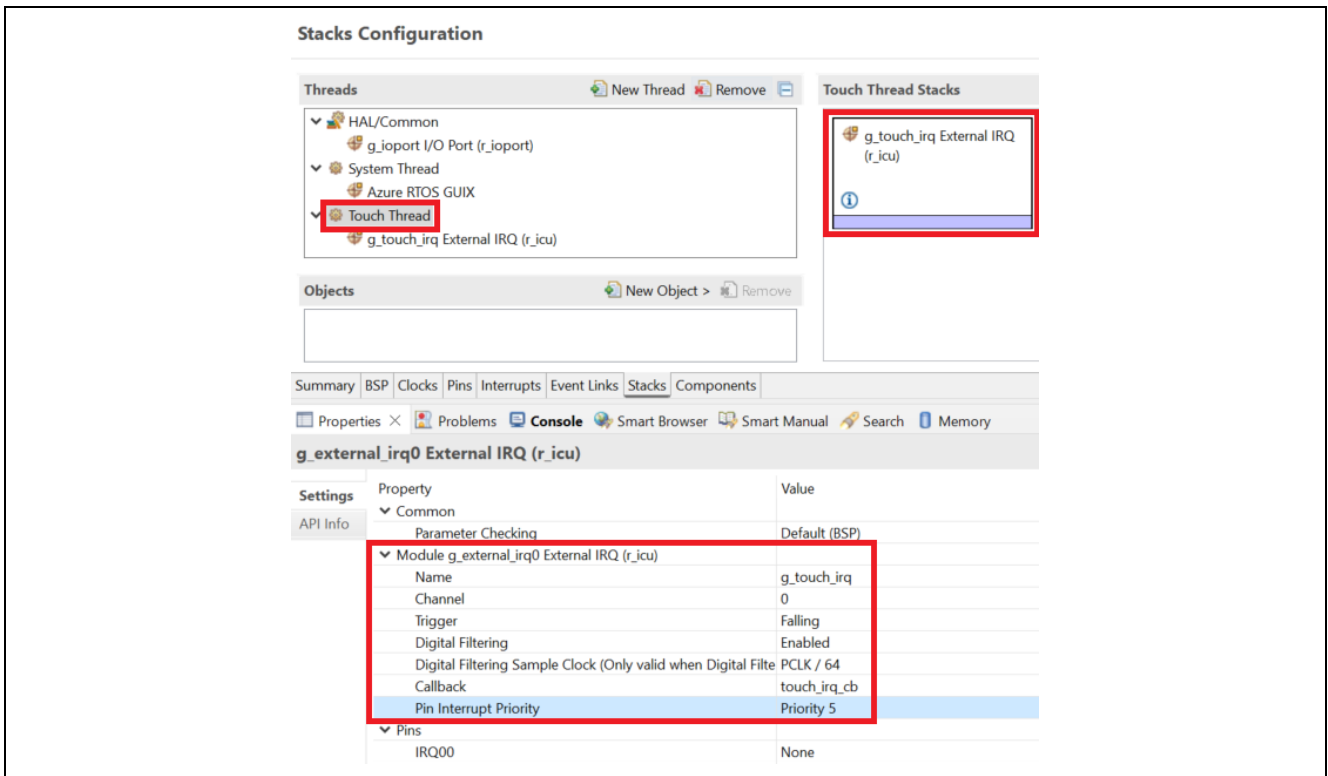 Stacks Configuration
Threads
New Thread
Remove
HAL/Common
g_ioport I/O Port (r_ioport)
System Thread
Azure RTOS GUIX
Touch Thread
g_touch_irq External IRQ (r_icu)
Touch Thread Stacks
g_touch_irq External IRQ
(r_icu)
Objects
New Object >
Remove
Summary BSP Clocks Pins Interrupts Event Links Stacks Components
Properties Problems Console Smart Browser Smart Manual Search Memory
g_external_irq0 External IRQ (r_icu)
Settings
API Info
Property Value
Common
Parameter Checking Default (BSP)
Module g_external_irq0 External IRQ (r_icu)
Name g_touch_irq
Channel 0
Trigger Falling
Digital Filtering Enabled
Digital Filtering Sample Clock (Only valid when Digital Filte PCLK / 64
Callback touch_irq_cb
Pin Interrupt Priority Priority 5
Pins
IRQ00 None